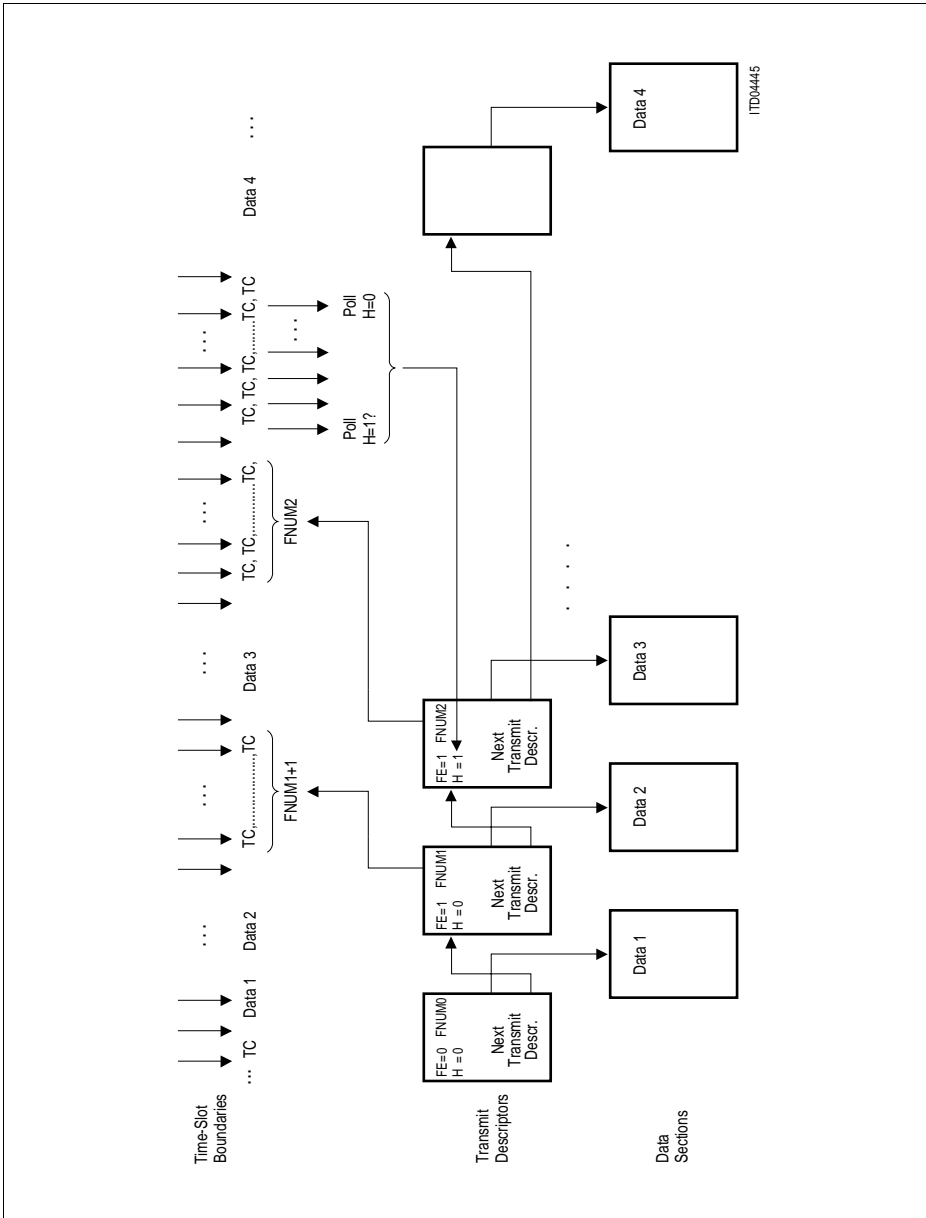 Time-Slot
Boundaries
... TC
Data 1
Data 2
. . .
TC,.................,TC
. . .
FNUM1+1
Data 3
. . .
TC, TC,.................TC,
. . .
FNUM2
TC, TC, TC, TC,.........TC, TC
. . .
Data 4
. . .
Poll
H=1?
. . .
Poll
H=0
Transmit
Descriptors
FE=0 FNUM0
H =0
Next
Transmit
Descr.
FE=1 FNUM1
H =0
Next
Transmit
Descr.
FE=1 FNUM2
H =1
Next
Transmit
Descr.
. . . .
Data
Sections
Data 1
Data 2
Data 3
Data 4
ITD04445